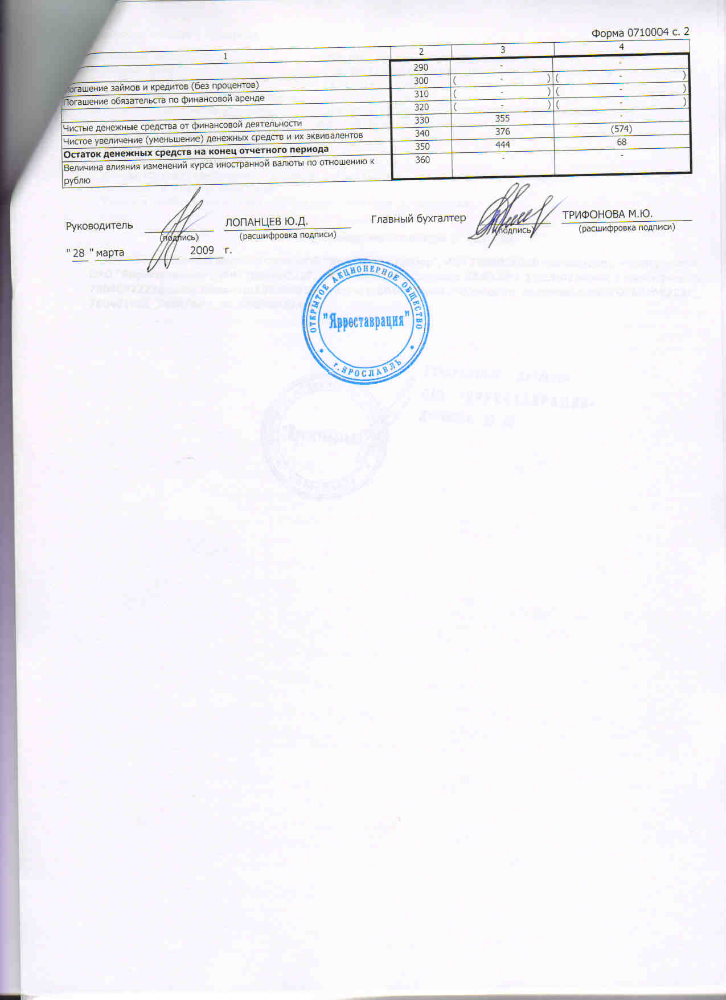 Форма 0710004 с. 2
1 2 3 4
290 - -
Погашение займов и кредитов (без процентов) 300 ( - ) ( - )
Погашение обязательств по финансовой аренде 310 ( - ) ( - )
320 ( - ) ( - )
Чистые денежные средства от финансовой деятельности 330 355 -
Чистое увеличение (уменьшение) денежных средств и их эквивалентов 340 376 (574)
Остаток денежных средств на конец отчетного периода 350 444 68
Величина влияния изменений курса иностранной валюты по отношению к 360 - -
рублю
Руководитель ЛОПАНЦЕВ Ю.Д. Главный бухгалтер ТРИФОНОВА М.Ю.
(подпись) (расшифровка подписи) (подпись) (расшифровка подписи)
" 28 " марта 2009 г.
ОТКРЫТОЕ АКЦИОНЕРНОЕ ОБЩЕСТВО
"Ярреставрация"
г. ЯРОСЛАВЛЬ